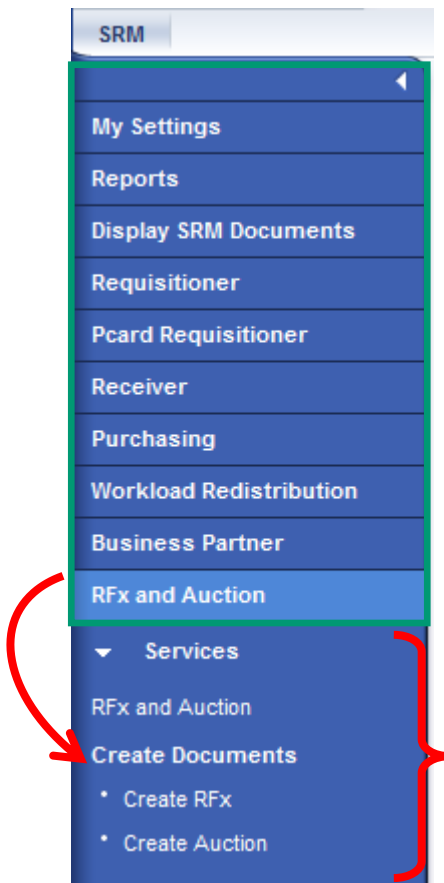 SRM
My Settings
Reports
Display SRM Documents
Requisitioner
Pcard Requisitioner
Receiver
Purchasing
Workload Redistribution
Business Partner
RFx and Auction
Services
RFx and Auction
Create Documents
• Create RFx
• Create Auction